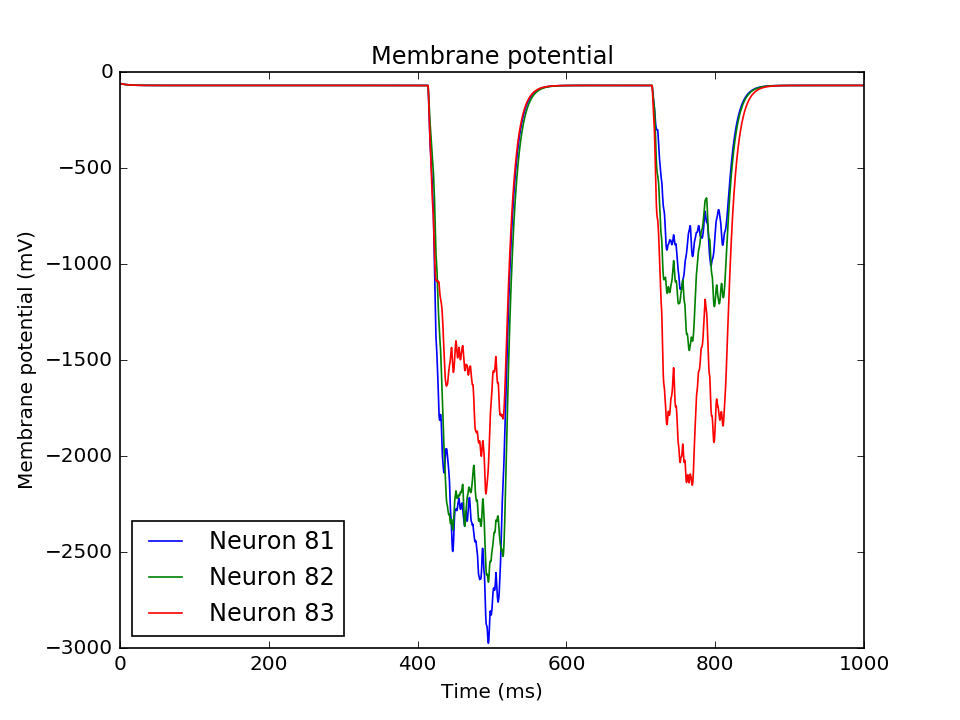 Membrane potential
0
−500
−1000
−1500
−2000
−2500
−3000
Membrane potential (mV)
Neuron 81
Neuron 82
Neuron 83
0 200 400 600 800 1000
Time (ms)